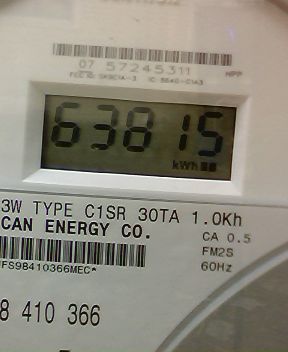 07 57245311 HPP
63815
kWh
3W TYPE C1SR 30TA 1.0Kh
CAN ENERGY CO.
CA 0.5
FM2S
FS98410366MEC*
60Hz
8 410 366